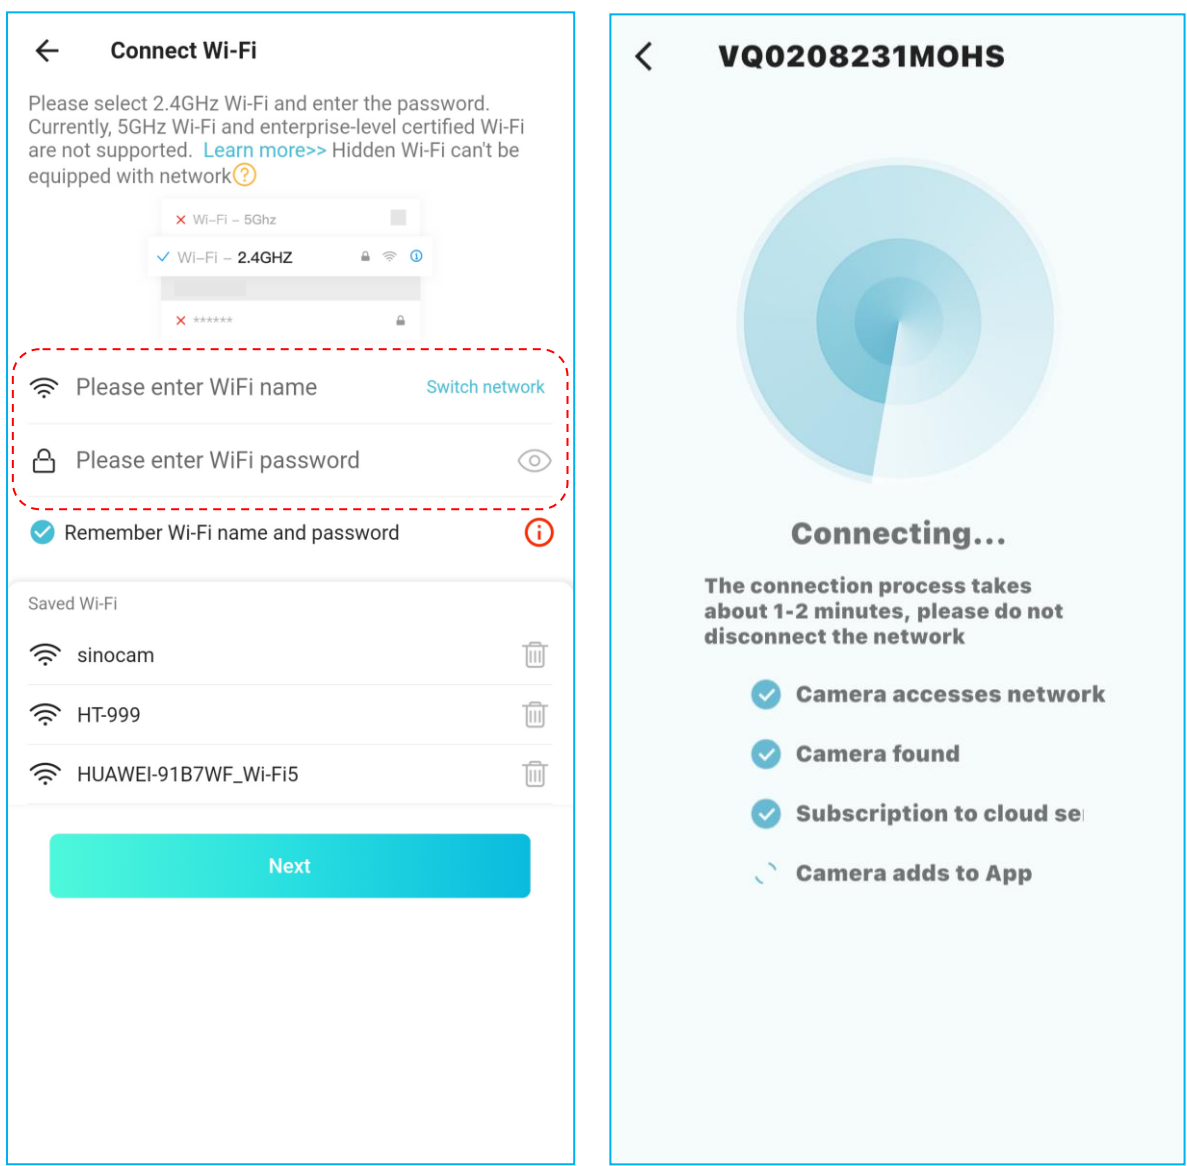 Connect Wi-Fi
Please select 2.4GHz Wi-Fi and enter the password.
Currently, 5GHz Wi-Fi and enterprise-level certified Wi-Fi
are not supported. Learn more>> Hidden Wi-Fi can't be
equipped with network?
Wi-Fi - 5Ghz
Wi-Fi - 2.4GHZ
******
Please enter WiFi name Switch network
Please enter WiFi password
Remember Wi-Fi name and password
Saved Wi-Fi
sinocam
HT-999
HUAWEI-91B7WF_Wi-Fi5
Next
VQ0208231MOHS
Connecting...
The connection process takes
about 1-2 minutes, please do not
disconnect the network
Camera accesses network
Camera found
Subscription to cloud se
Camera adds to App